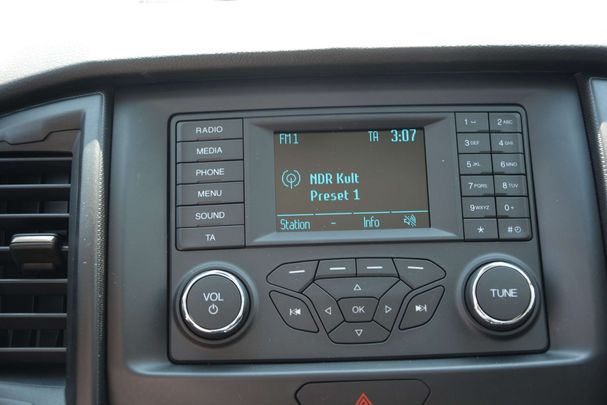 RADIO
MEDIA
PHONE
MENU
SOUND
TA
FM1 TA 3:07
NDR Kult
Preset 1
Station - Info
1 2 ABC
3 DEF 4 GHI
5 JKL 6 MNO
7 PQRS 8 TUV
9 WXYZ 0 +
* #
VOL
OK
TUNE